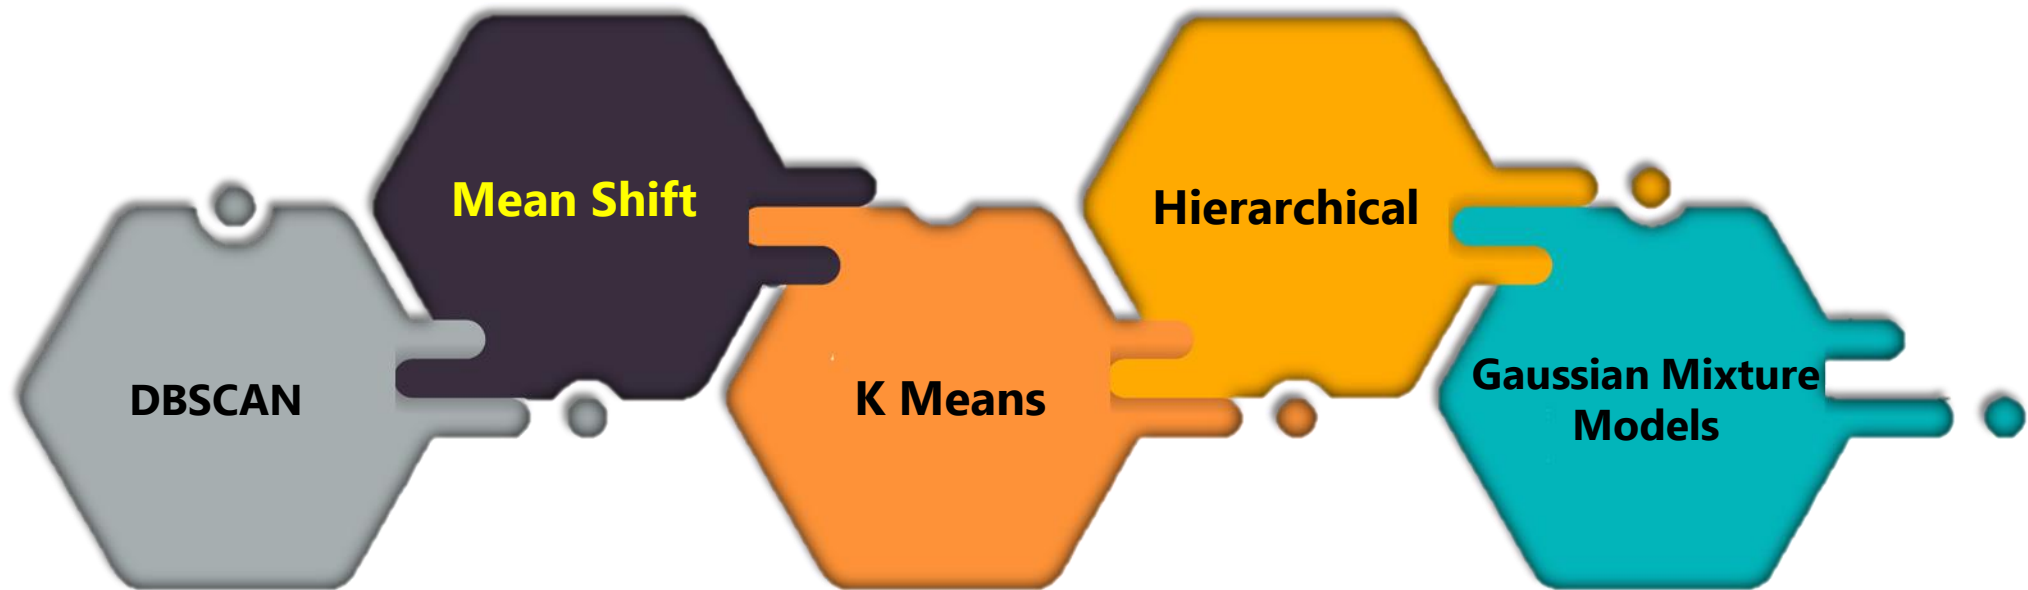 DBSCAN
Mean Shift
K Means
Hierarchical
Gaussian Mixture
Models